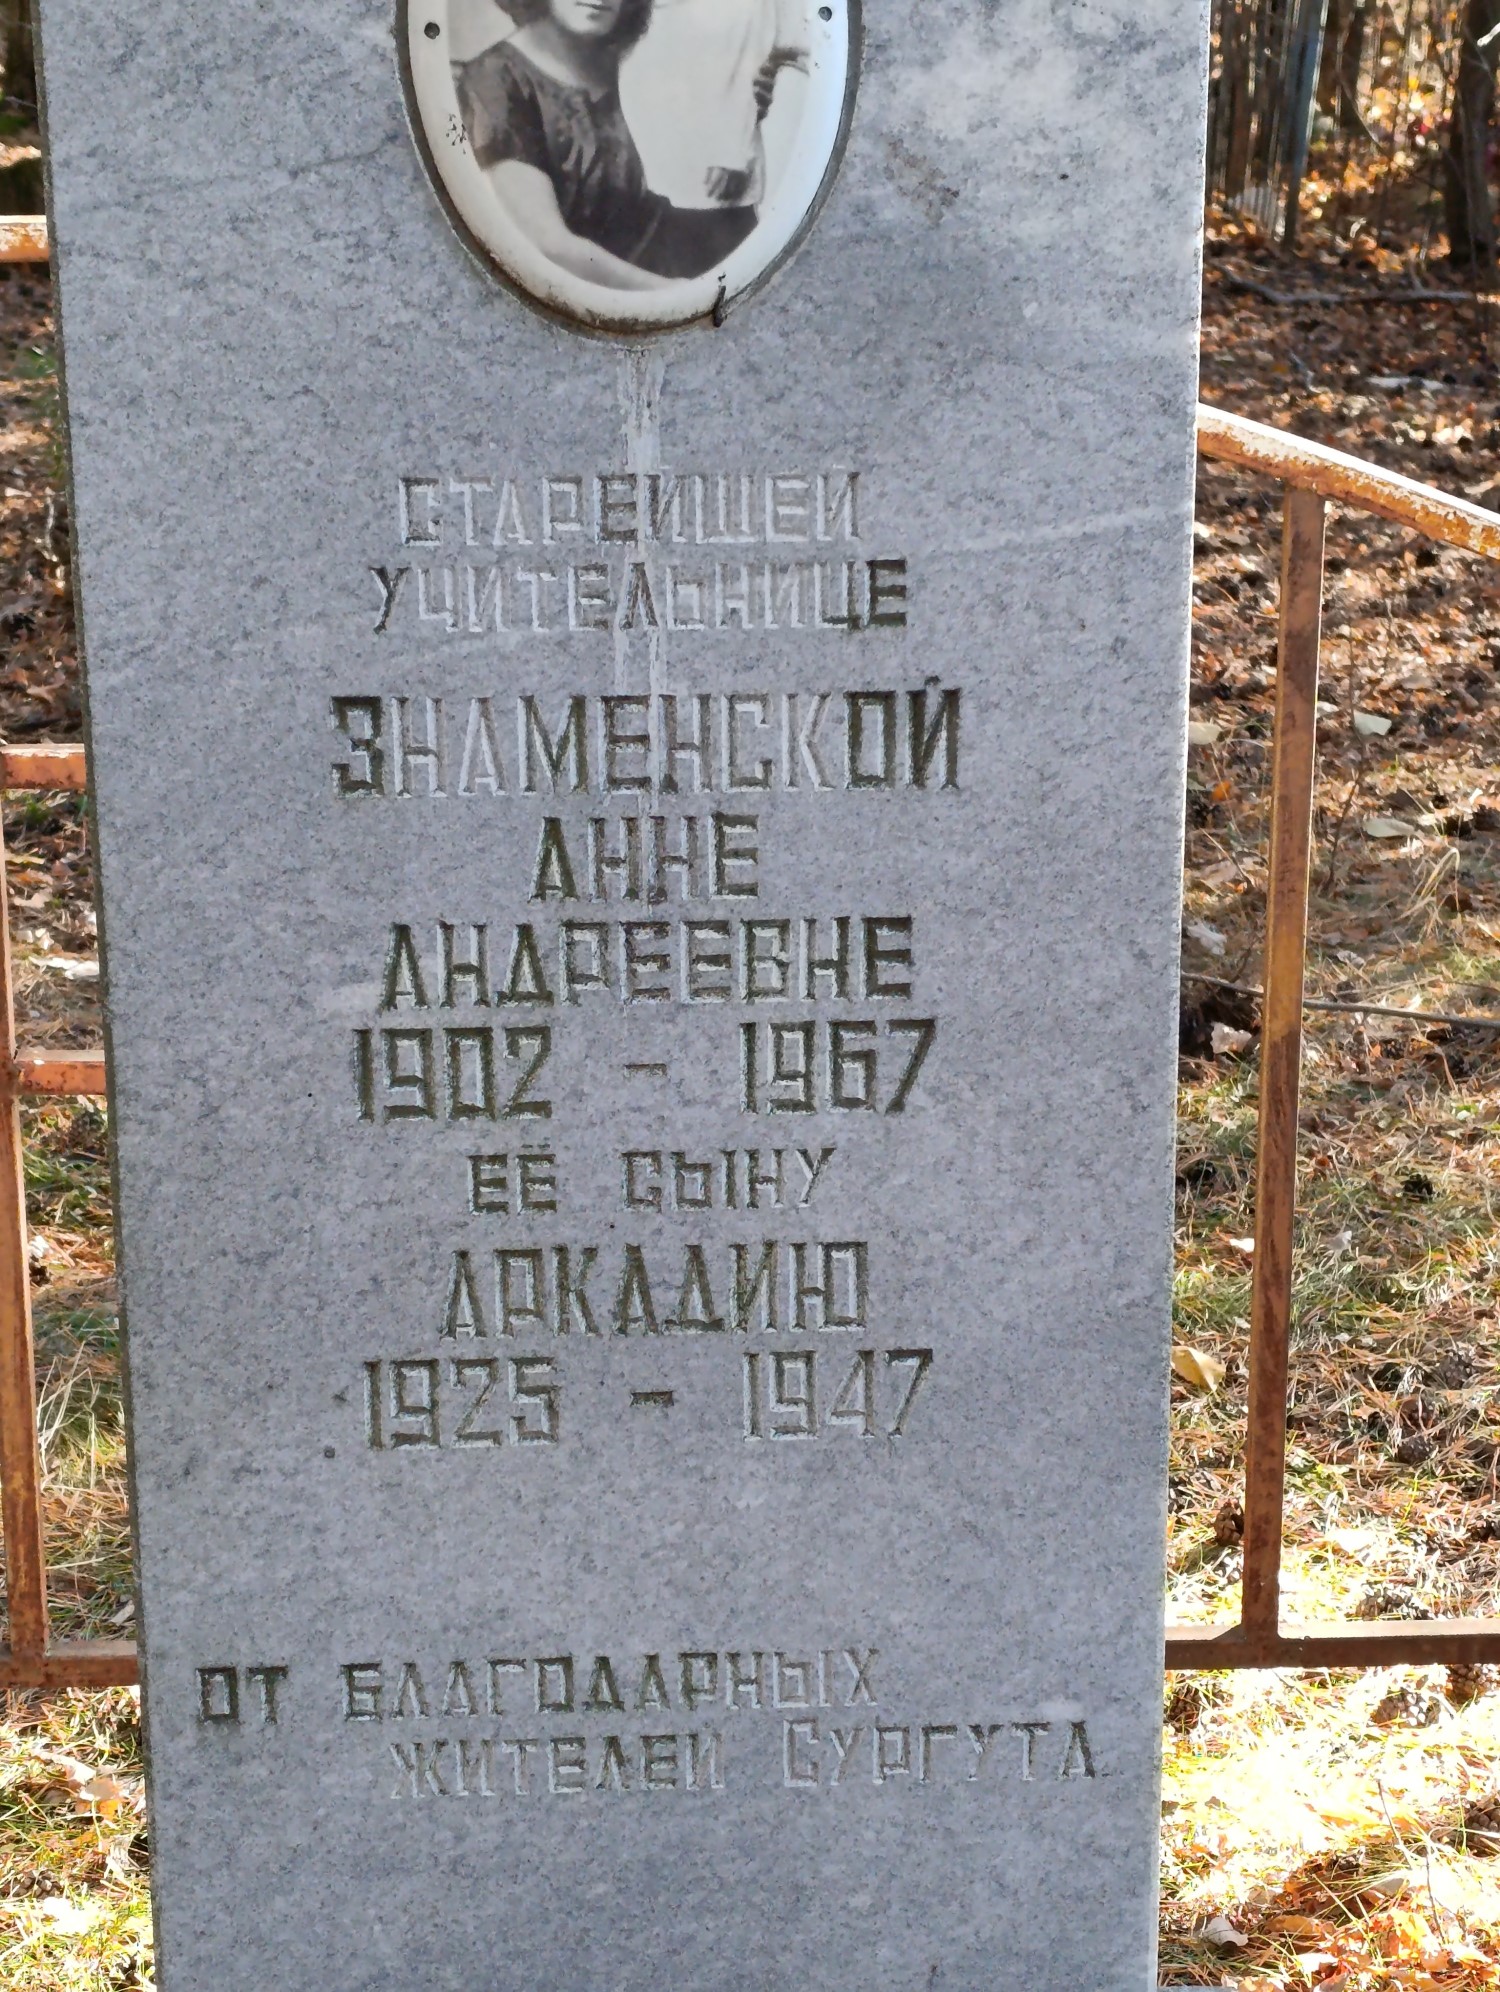 СТАРЕЙШЕЙ
УЧИТЕЛЬНИЦЕ
ЗНАМЕНСКОЙ
АННЕ
АНДРЕЕВНЕ
1902 - 1967
ЕЁ СЫНУ
АРКАДИЮ
1925 - 1947
ОТ БЛАГОДАРНЫХ
ЖИТЕЛЕЙ СУРГУТА